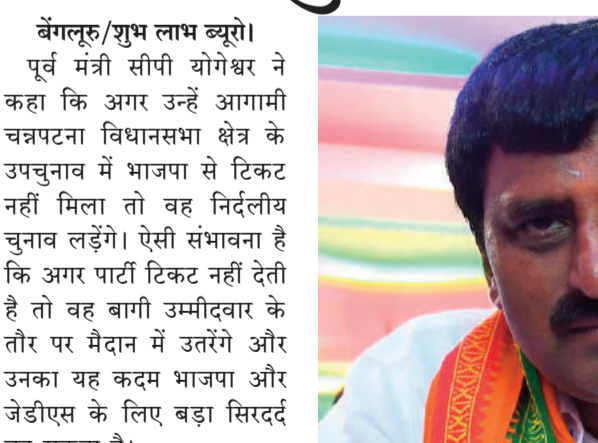 बेंगलूरु/शुभ लाभ ब्यूरो।
पूर्व मंत्री सीपी योगेश्वर ने
कहा कि अगर उन्हें आगामी
चन्नपटना विधानसभा क्षेत्र के
उपचुनाव में भाजपा से टिकट
नहीं मिला तो वह निर्दलीय
चुनाव लड़ेंगे। ऐसी संभावना है
कि अगर पार्टी टिकट नहीं देती
है तो वह बागी उम्मीदवार के
तौर पर मैदान में उतरेंगे और
उनका यह कदम भाजपा और
जेडीएस के लिए बड़ा सिरदर्द